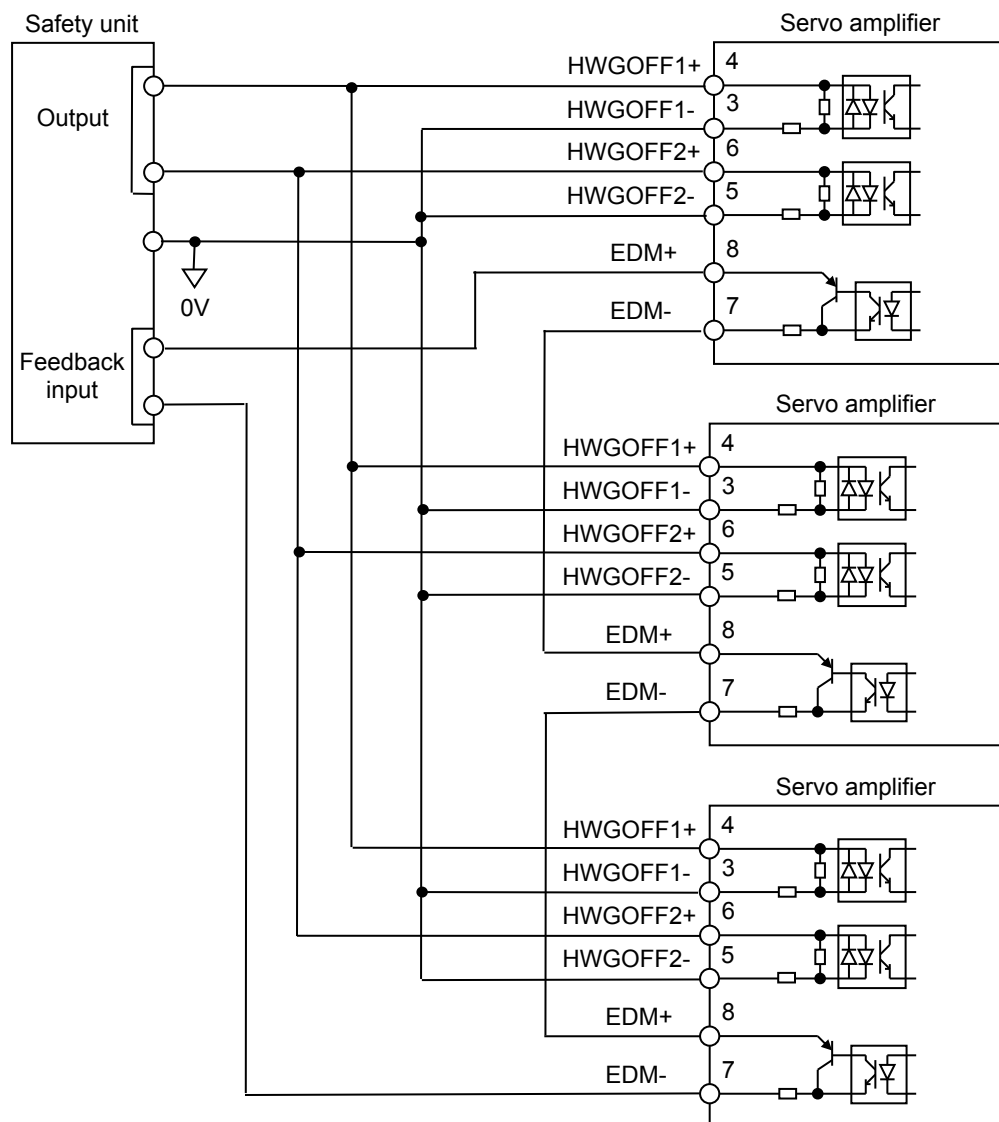 Safety unit
Output
0V
Feedback
input
Servo amplifier
HWGOFF1+
4
HWGOFF1-
3
HWGOFF2+
6
HWGOFF2-
5
EDM+
8
EDM-
7
Servo amplifier
HWGOFF1+
4
HWGOFF1-
3
HWGOFF2+
6
HWGOFF2-
5
EDM+
8
EDM-
7
Servo amplifier
HWGOFF1+
4
HWGOFF1-
3
HWGOFF2+
6
HWGOFF2-
5
EDM+
8
EDM-
7